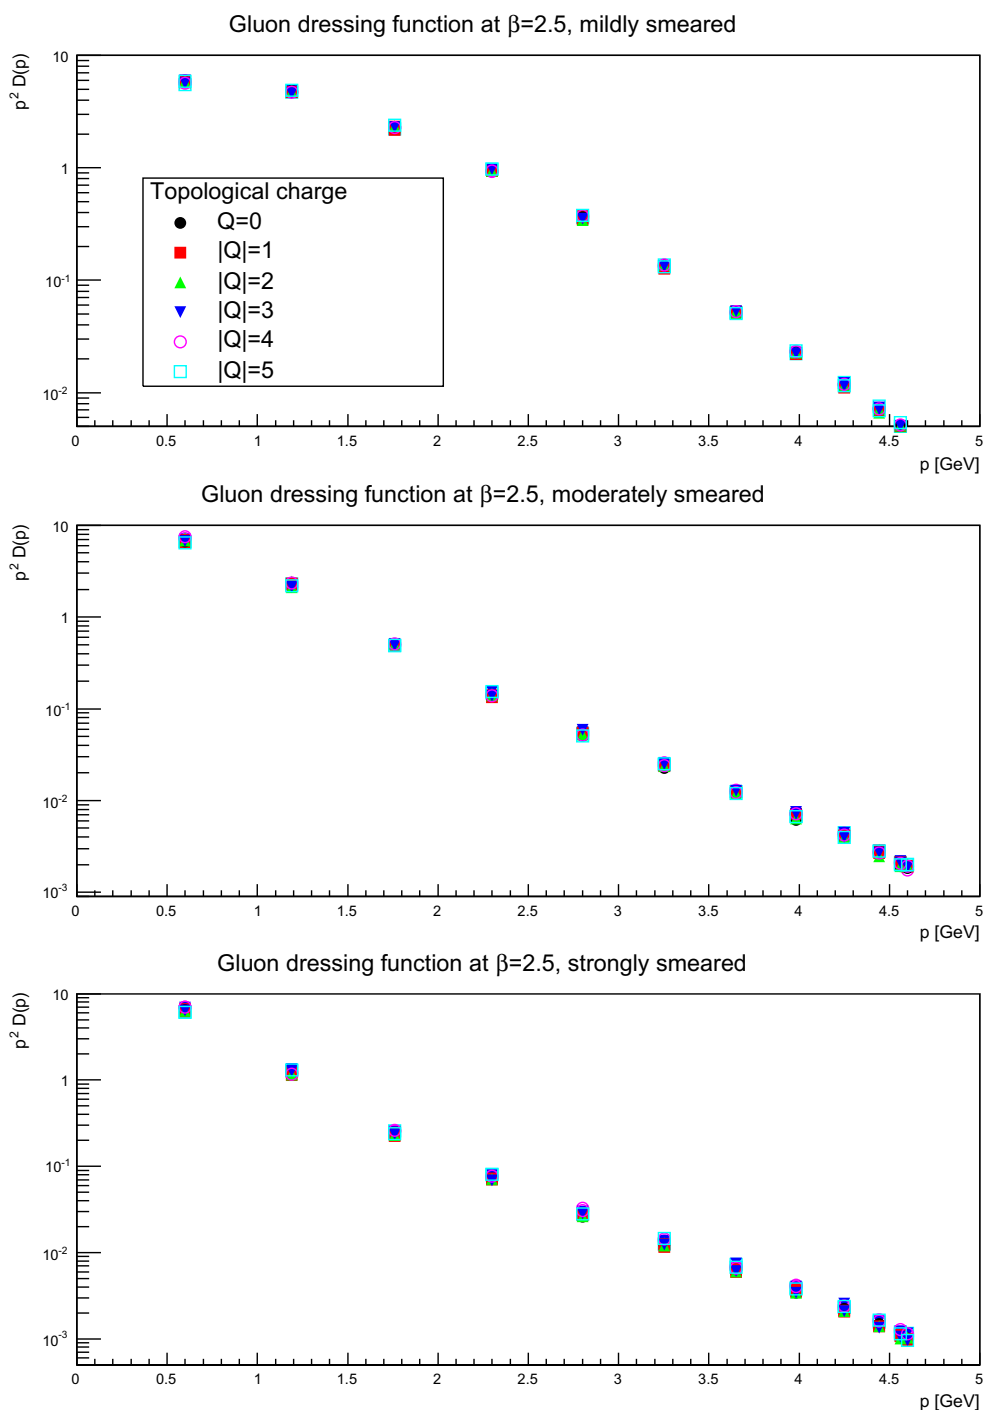 Gluon dressing function at β=2.5, mildly smeared
p² D(p)
10
1
10⁻¹
10⁻²
Topological charge
Q=0
|Q|=1
|Q|=2
|Q|=3
|Q|=4
|Q|=5
0 0.5 1 1.5 2 2.5 3 3.5 4 4.5 5
p [GeV]
Gluon dressing function at β=2.5, moderately smeared
p² D(p)
10
1
10⁻¹
10⁻²
10⁻³
0 0.5 1 1.5 2 2.5 3 3.5 4 4.5 5
p [GeV]
Gluon dressing function at β=2.5, strongly smeared
p² D(p)
10
1
10⁻¹
10⁻²
10⁻³
0 0.5 1 1.5 2 2.5 3 3.5 4 4.5 5
p [GeV]